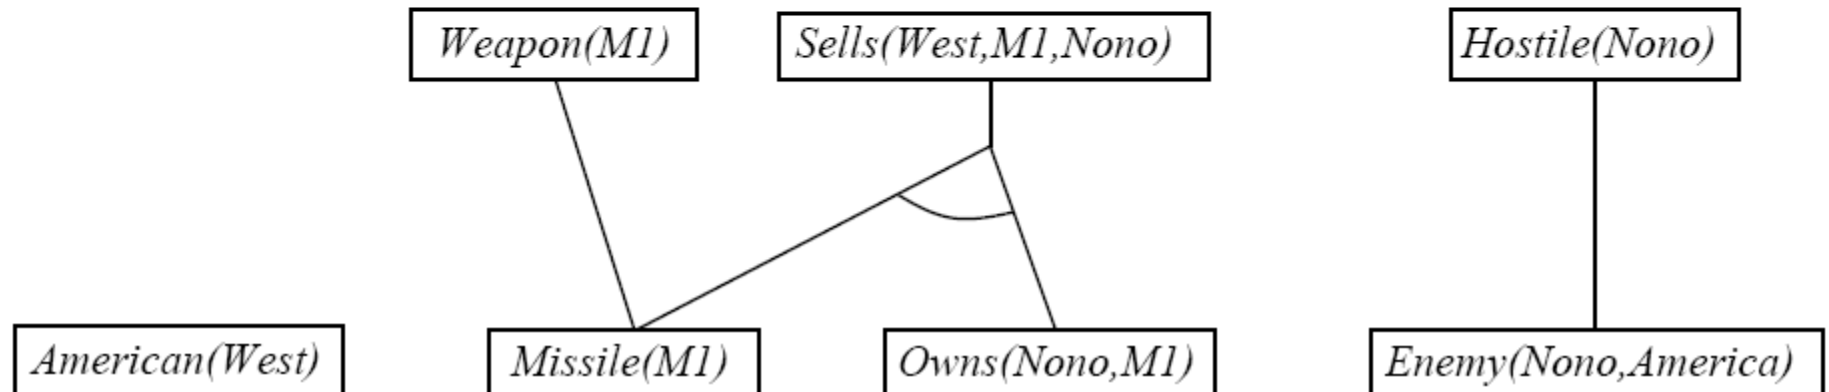 Weapon(M1)
Sells(West,M1,Nono)
Hostile(Nono)
American(West)
Missile(M1)
Owns(Nono,M1)
Enemy(Nono,America)